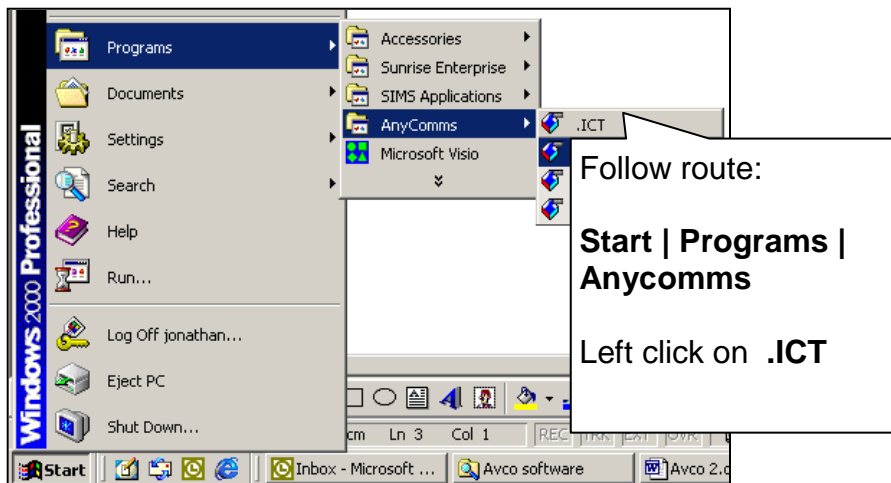 Windows 2000 Professional
Programs
Documents
Settings
Search
Help
Run...
Log Off jonathan...
Eject PC
Shut Down...
Accessories
Sunrise Enterprise
SIMS Applications
AnyComms
Microsoft Visio
.ICT
Follow route:
Start | Programs |
Anycomms
Left click on .ICT
cm Ln 3 Col 1 REC TRK EXT OVR
Start Inbox - Microsoft ... Avco software Avco 2.d